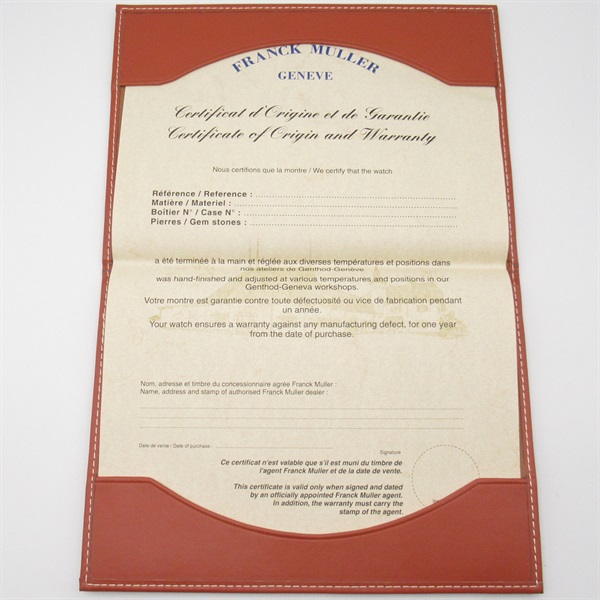 FRANCK MULLER
GENEVE
Certificat d'Origine et de Garantie
Certificate of Origin and Warranty
Nous certifions que la montre / We certify that the watch
Référence / Reference :
Matière / Materiel :
Boîtier N° / Case N° :
Pierres / Gem stones :
a été terminée à la main et réglée aux diverses températures et positions dans
nos ateliers de Genthod-Genève
was hand-finished and adjusted at various temperatures and positions in our
Genthod-Geneva workshops.
Votre montre est garantie contre toute défectuosité ou vice de fabrication pendant
un année.
Your watch ensures a warranty against any manufacturing defect, for one year
from the date of purchase.
Nom, adresse et timbre du concessionnaire agrée Franck Muller :
Name, address and stamp of authorised Franck Muller dealer :
Date de vente / Date of purchase
Signature
Ce certificat n'est valable que s'il est muni du timbre de
l'agent Franck Muller et de la date de vente.
This certificate is valid only when signed and dated
by an officially appointed Franck Muller agent.
In addition, the warranty must carry the
stamp of the agent.